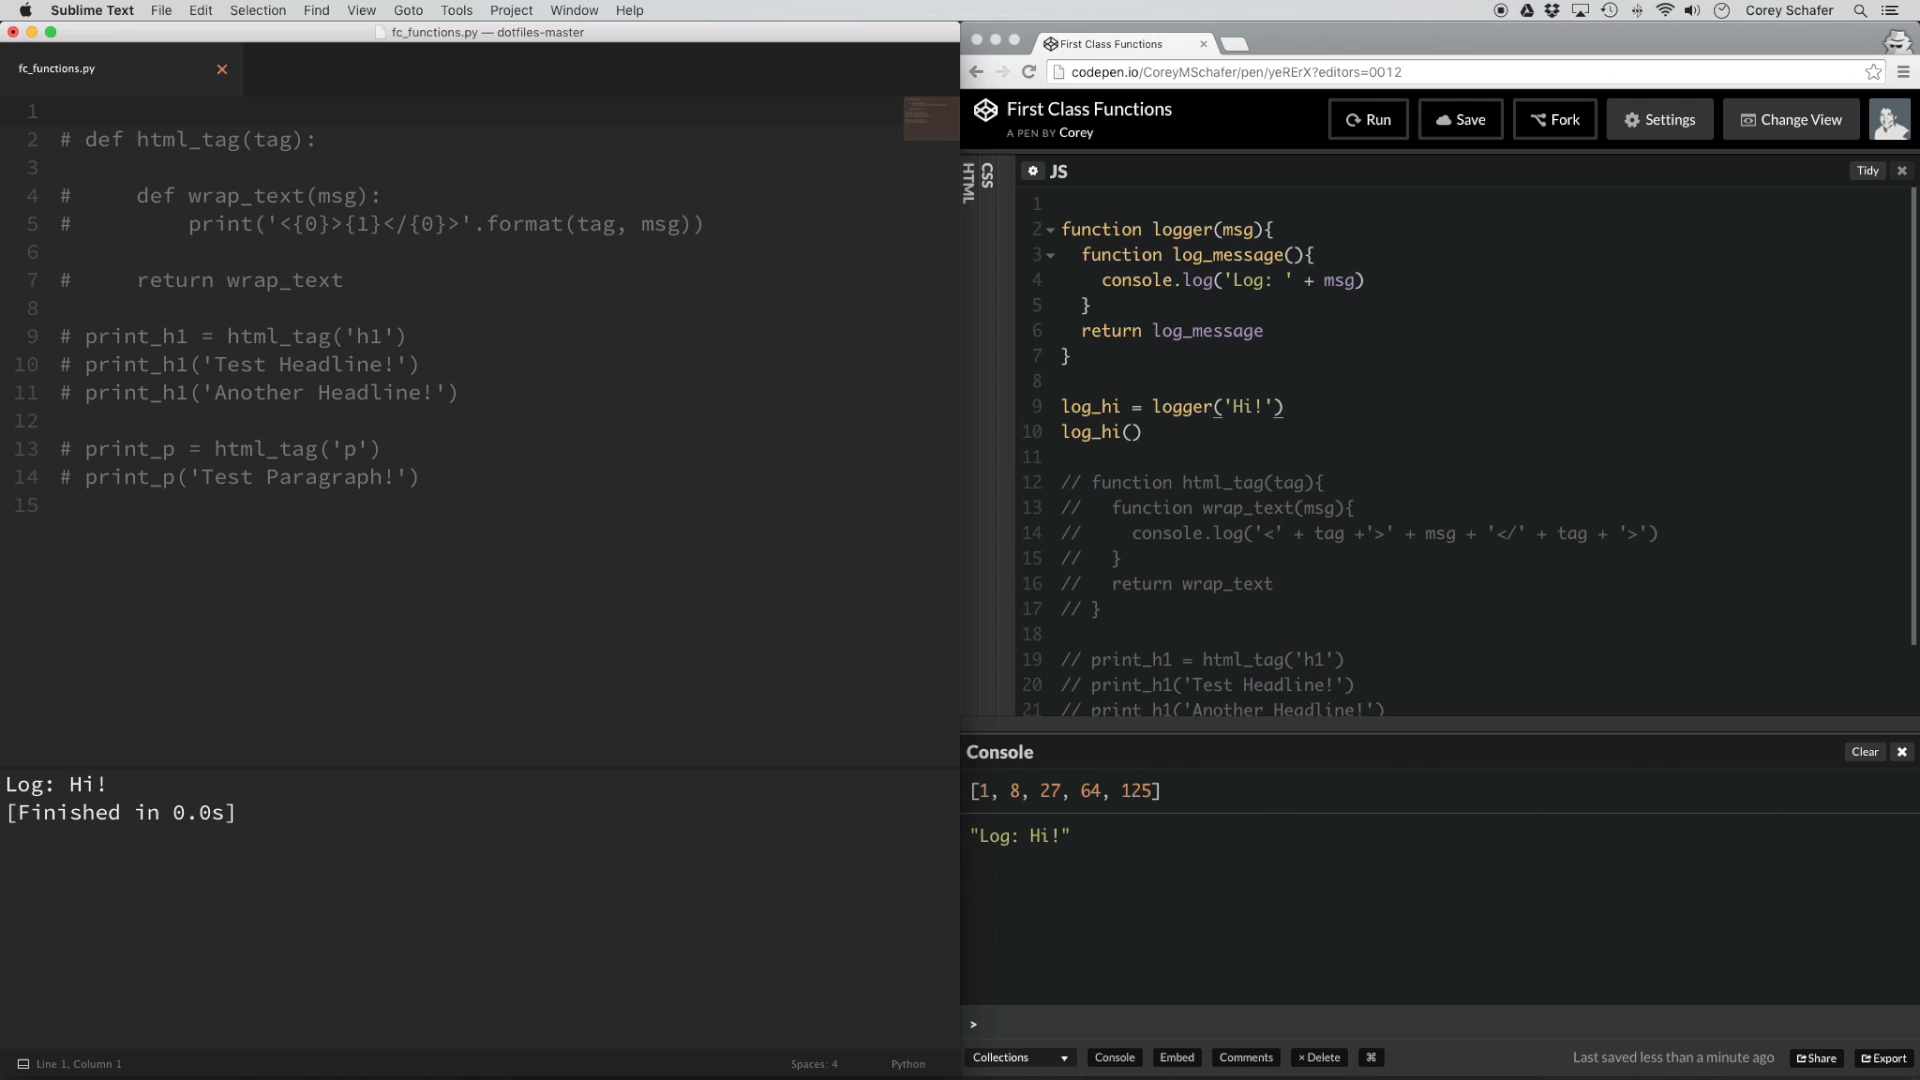 Sublime Text File Edit Selection Find View Goto Tools Project Window Help Corey Schafer
fc_functions.py — dotfiles-master
fc_functions.py
1
2 # def html_tag(tag):
3
4 #     def wrap_text(msg):
5 #         print('<{0}>{1}</{0}>'.format(tag, msg))
6
7 #     return wrap_text
8
9 # print_h1 = html_tag('h1')
10 # print_h1('Test Headline!')
11 # print_h1('Another Headline!')
12
13 # print_p = html_tag('p')
14 # print_p('Test Paragraph!')
15
Log: Hi!
[Finished in 0.0s]
Line 1, Column 1 Spaces: 4 Python
First Class Functions
codepen.io/CoreyMSchafer/pen/yeRErX?editors=0012
First Class Functions
A PEN BY Corey
Run Save Fork Settings Change View
HTML
CSS
JS Tidy
1
2 function logger(msg){
3   function log_message(){
4     console.log('Log: ' + msg)
5   }
6   return log_message
7 }
8
9 log_hi = logger('Hi!')
10 log_hi()
11
12 // function html_tag(tag){
13 //   function wrap_text(msg){
14 //     console.log('<' + tag +'>' + msg + '</' + tag + '>')
15 //   }
16 //   return wrap_text
17 // }
18
19 // print_h1 = html_tag('h1')
20 // print_h1('Test Headline!')
21 // print_h1('Another Headline!')
Console Clear
[1, 8, 27, 64, 125]
"Log: Hi!"
>
Collections Console Embed Comments × Delete ⌘ Last saved less than a minute ago Share Export